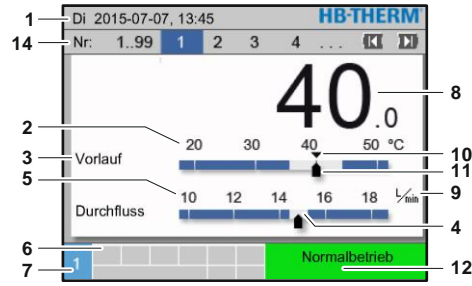 1 Di 2015-07-07, 13:45 HB-THERM
14 Nr: 1..99 1 2 3 4 ...
40.0 8
2 20 30 40 50 °C 10
3 Vorlauf 11
5 10 12 14 16 18 L/min 9
Durchfluss 4
6
7 1 Normalbetrieb 12